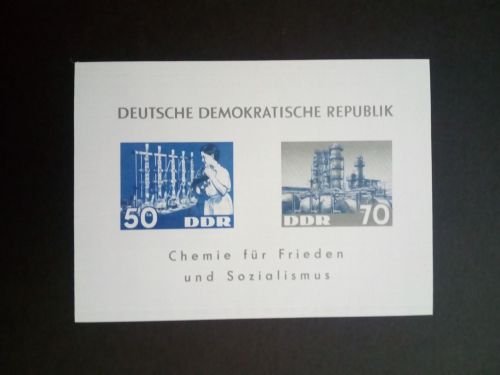 DEUTSCHE DEMOKRATISCHE REPUBLIK
50 DDR
DDR 70
Chemie für Frieden
und Sozialismus